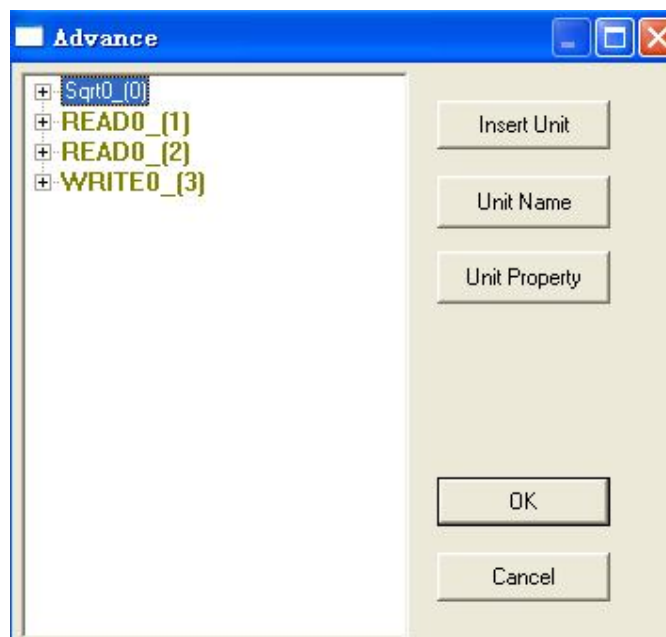 Advance
Sqrt0_(0)
READ0_(1)
READ0_(2)
WRITE0_(3)
Insert Unit
Unit Name
Unit Property
OK
Cancel